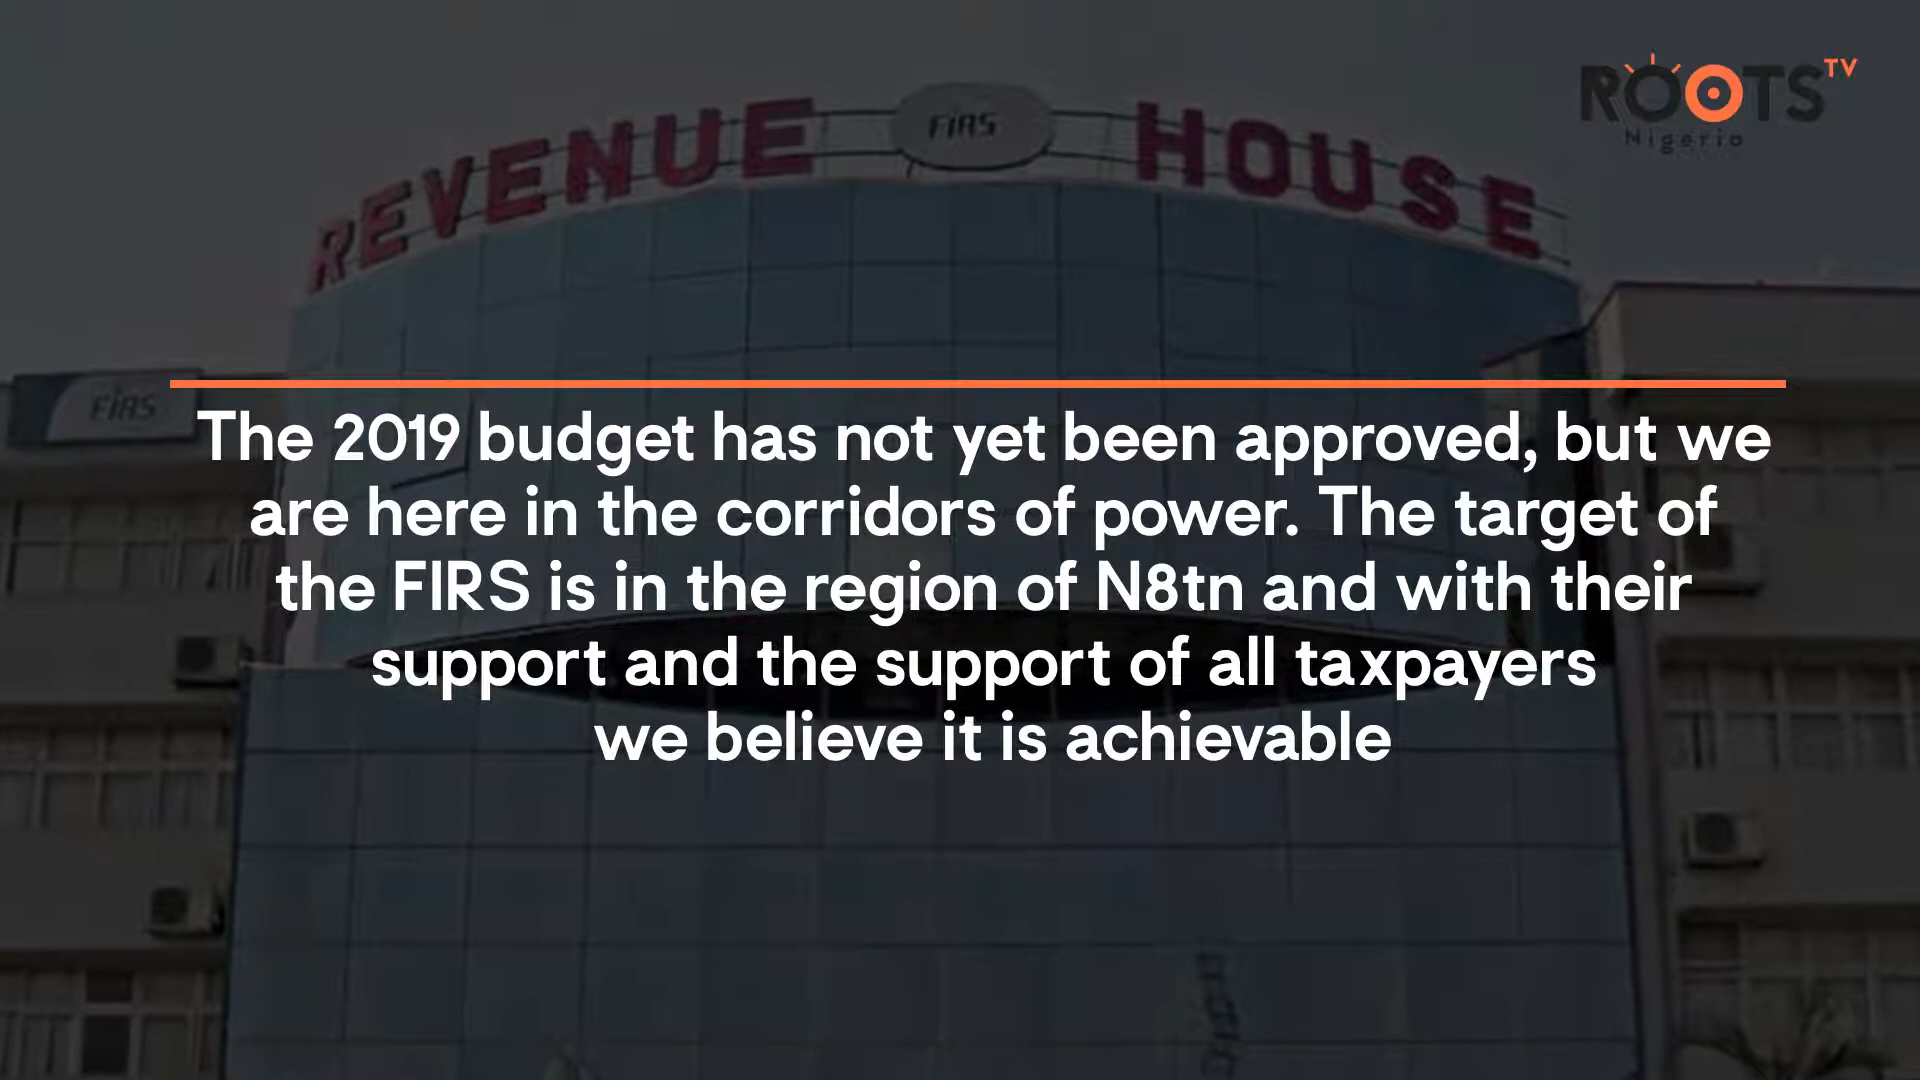 ROOTS TV
Nigeria
REVENUE FiRS HOUSE
FiRS
The 2019 budget has not yet been approved, but we
are here in the corridors of power. The target of
the FIRS is in the region of N8tn and with their
support and the support of all taxpayers
we believe it is achievable